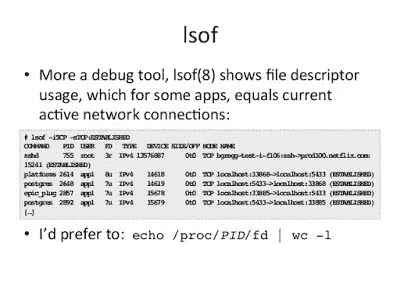 lsof
• More a debug tool, lsof(8) shows file descriptor
usage, which for some apps, equals current
active network connections:
# lsof -iTCP -sTCP:ESTABLISHED
COMMAND PID USER FD TYPE DEVICE SIZE/OFF NODE NAME
sshd 755 root 3r IPv4 13576887 0t0 TCP bgregg-test-i-f106:ssh->prod100.netflix.com:
15241 (ESTABLISHED)
platforms 2614 app1 8u IPv4 14618 0t0 TCP localhost:33868->localhost:5433 (ESTABLISHED)
postgres 2648 app1 7u IPv4 14619 0t0 TCP localhost:5433->localhost:33868 (ESTABLISHED)
epic_plug 2857 app1 7u IPv4 15678 0t0 TCP localhost:33885->localhost:5433 (ESTABLISHED)
postgres 2892 app1 7u IPv4 15679 0t0 TCP localhost:5433->localhost:33885 (ESTABLISHED)
[…]
• I'd prefer to: echo /proc/PID/fd | wc -l